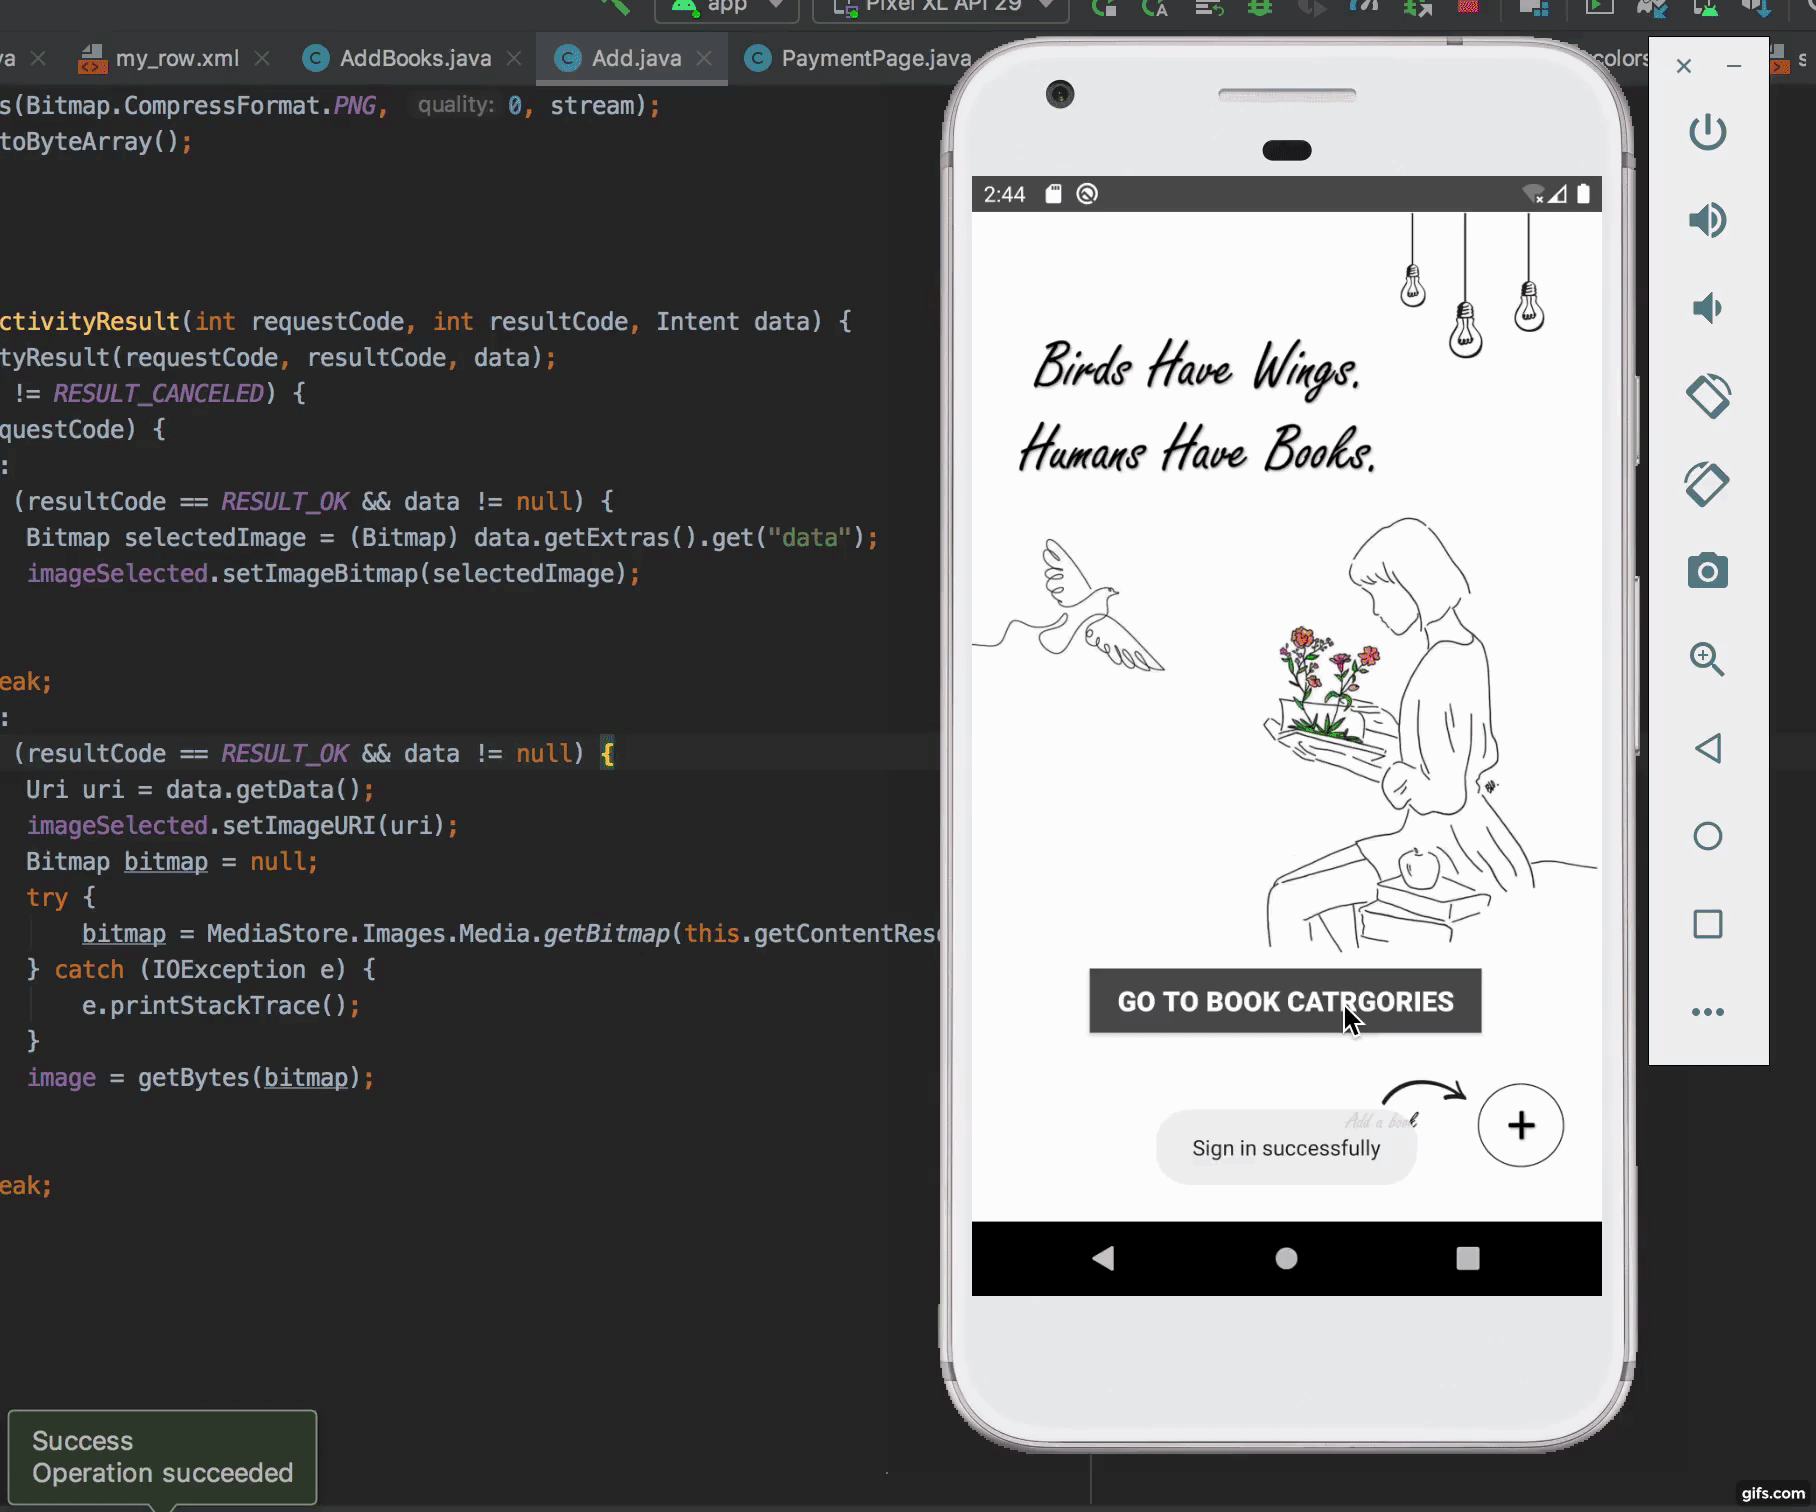 app
Pixel XL API 29
va
my_row.xml
AddBooks.java
Add.java
PaymentPage.java
colors
s
s(Bitmap.CompressFormat.PNG, quality: 0, stream);
toByteArray();
ctivityResult(int requestCode, int resultCode, Intent data) {
tyResult(requestCode, resultCode, data);
!= RESULT_CANCELED) {
questCode) {
:
(resultCode == RESULT_OK && data != null) {
Bitmap selectedImage = (Bitmap) data.getExtras().get("data");
imageSelected.setImageBitmap(selectedImage);
eak;
:
(resultCode == RESULT_OK && data != null) {
Uri uri = data.getData();
imageSelected.setImageURI(uri);
Bitmap bitmap = null;
try {
bitmap = MediaStore.Images.Media.getBitmap(this.getContentReso
} catch (IOException e) {
e.printStackTrace();
}
image = getBytes(bitmap);
eak;
Success
Operation succeeded
2:44
Birds Have Wings.
Humans Have Books.
GO TO BOOK CATRGORIES
Add a book
Sign in successfully
gifs.com